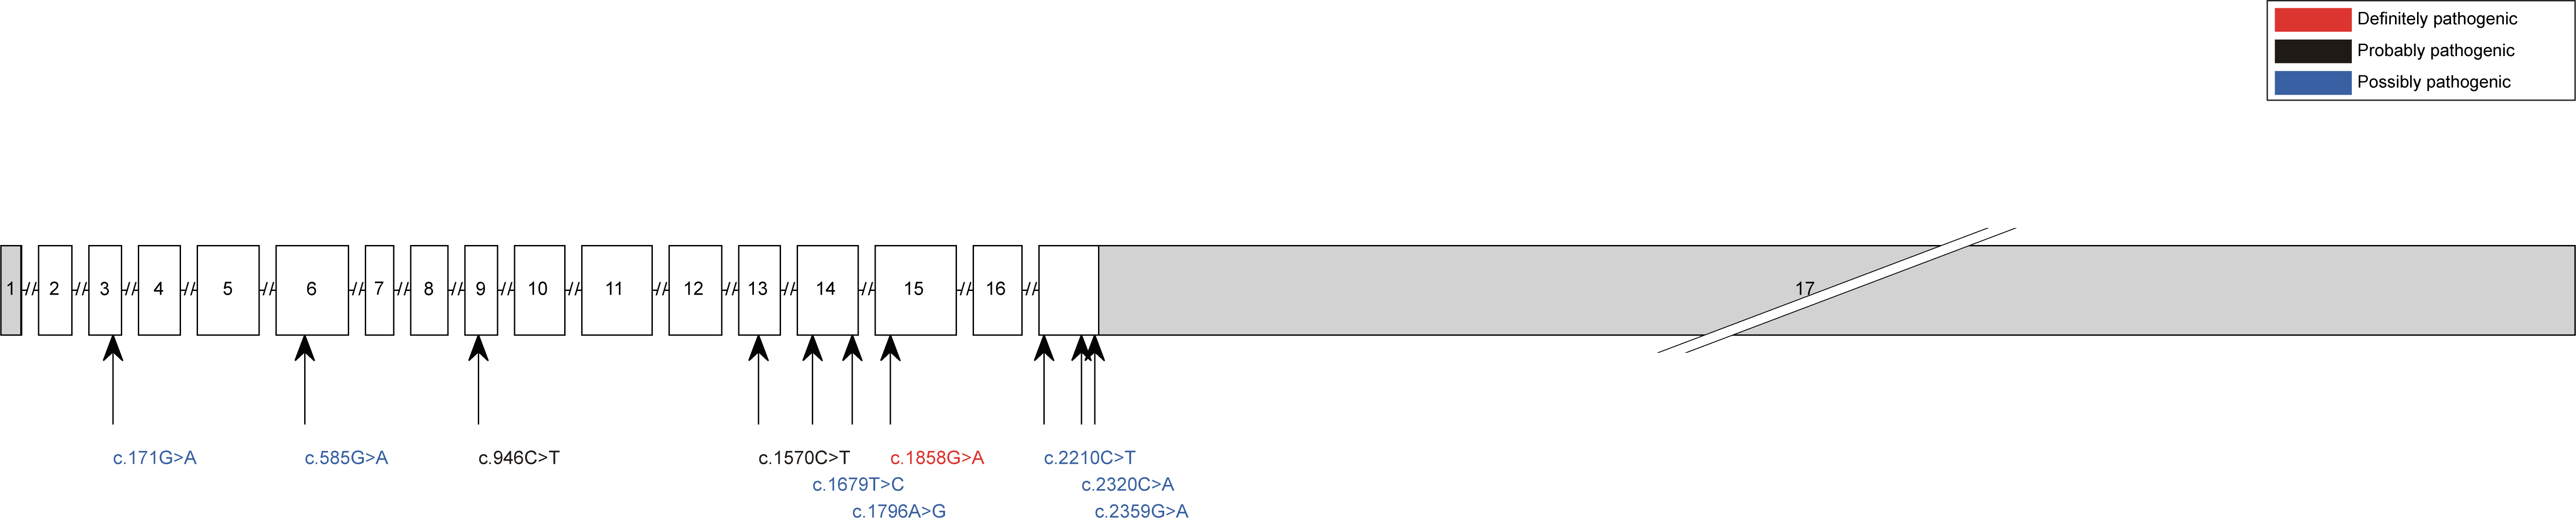 Definitely pathogenic
Probably pathogenic
Possibly pathogenic
1 // 2 // 3 // 4 // 5 // 6 // 7 // 8 // 9 // 10 // 11 // 12 // 13 // 14 // 15 // 16 // 17
c.171G>A c.585G>A c.946C>T c.1570C>T c.1858G>A c.2210C>T
c.1679T>C c.2320C>A
c.1796A>G c.2359G>A